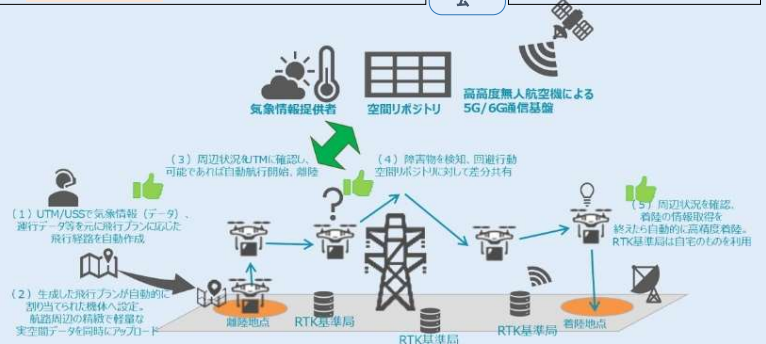 気象情報提供者
空間リポジトリ
高高度無人航空機による
5G/6G通信基盤
（3）周辺状況をUTMに確認し、
可能であれば自動航行開始、離陸
（4）障害物を検知、回避行動
空間リポジトリに対して差分共有
（1）UTM/USSで気象情報（データ）、
運行データ等を元に飛行プランに応じた
飛行経路を自動作成
（5）周辺状況を確認、
着陸の情報取得を
終えたら自動的に高精度着陸。
RTK基準局は自宅のものを利用
（2）生成した飛行プランが自動的に
割り当てられた機体へ設定。
航路周辺の精緻で軽量な
実空間データを同時にアップロード
?
離陸地点
RTK基準局
RTK基準局
RTK基準局
着陸地点